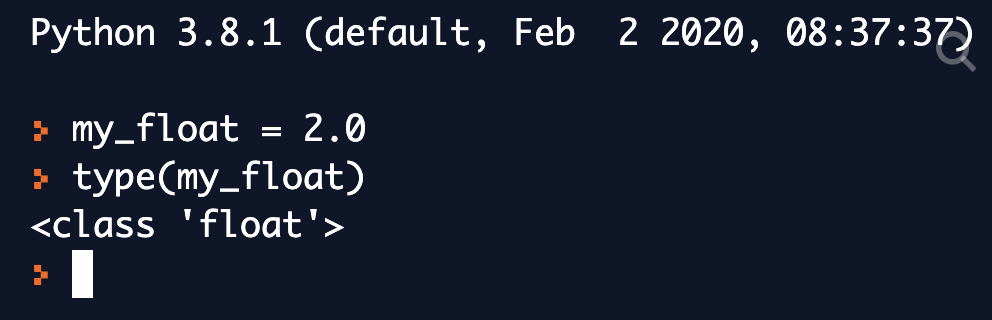 Python 3.8.1 (default, Feb  2 2020, 08:37:37)
my_float = 2.0
type(my_float)
<class 'float'>